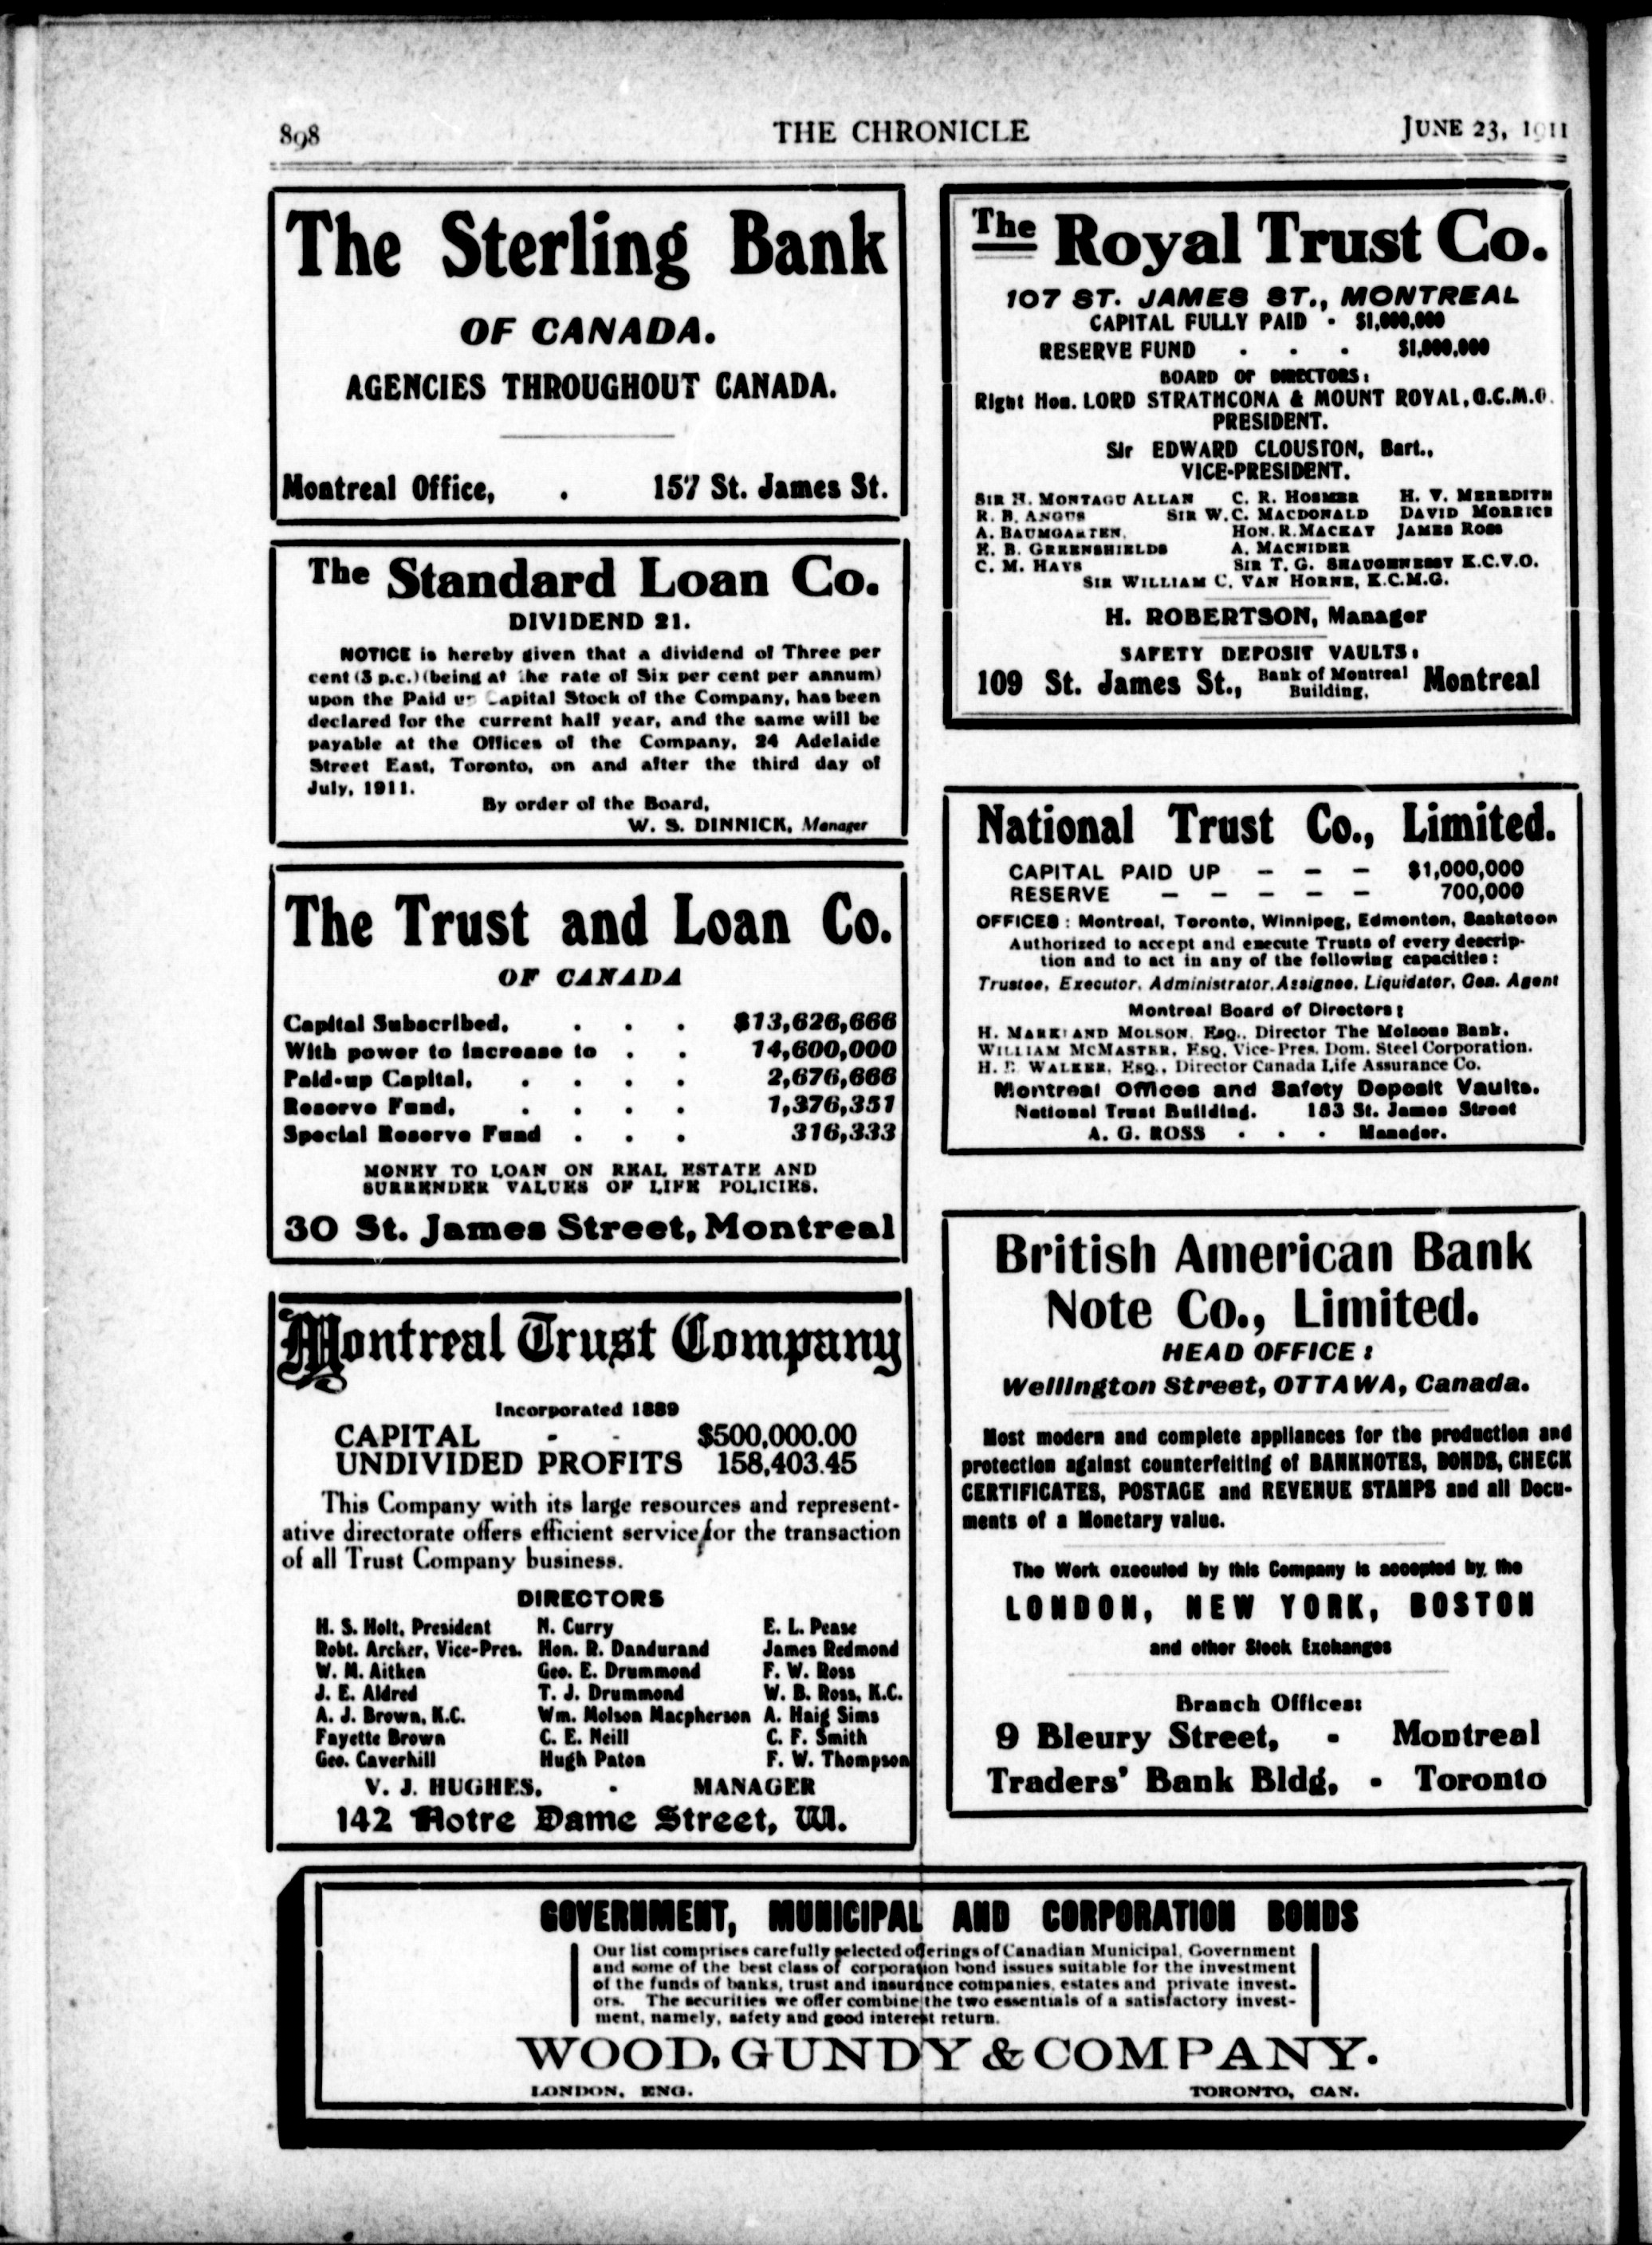 898 THE CHRONICLE JUNE 23, 1911
The Sterling Bank
OF CANADA.
AGENCIES THROUGHOUT CANADA.
Montreal Office, . 157 St. James St.
The Standard Loan Co.
DIVIDEND 21.
NOTICE is hereby given that a dividend of Three per
cent (3 p.c.) (being at the rate of Six per cent per annum)
upon the Paid up Capital Stock of the Company, has been
declared for the current half year, and the same will be
payable at the Offices of the Company, 24 Adelaide
Street East, Toronto, on and after the third day of
July, 1911.
By order of the Board,
W. S. DINNICK, Manager
The Trust and Loan Co.
OF CANADA
Capital Subscribed, . . . $13,626,666
With power to increase to . . 14,600,000
Paid-up Capital, . . . . 2,676,666
Reserve Fund, . . . . 1,376,351
Special Reserve Fund . . . 316,333
MONEY TO LOAN ON REAL ESTATE AND
SURRENDER VALUES OF LIFE POLICIES.
30 St. James Street, Montreal
Montreal Trust Company
Incorporated 1889
CAPITAL - - $500,000.00
UNDIVIDED PROFITS 158,403.45
This Company with its large resources and represent-
ative directorate offers efficient service for the transaction
of all Trust Company business.
DIRECTORS
H. S. Holt, President N. Curry E. L. Pease
Robt. Archer, Vice-Pres. Hon. R. Dandurand James Redmond
W. M. Aitken Geo. E. Drummond F. W. Ross
J. E. Aldred T. J. Drummond W. B. Ross, K.C.
A. J. Brown, K.C. Wm. Molson Macpherson A. Haig Sims
Fayette Brown C. E. Neill C. F. Smith
Geo. Caverhill Hugh Paton F. W. Thompson
V. J. HUGHES, - MANAGER
142 Notre Dame Street, W.
The Royal Trust Co.
107 ST. JAMES ST., MONTREAL
CAPITAL FULLY PAID - $1,000,000
RESERVE FUND . . . $1,000,000
BOARD OF DIRECTORS:
Right Hon. LORD STRATHCONA & MOUNT ROYAL, G.C.M.G.
PRESIDENT.
Sir EDWARD CLOUSTON, Bart.,
VICE-PRESIDENT.
SIR H. MONTAGU ALLAN C. R. HOSMER H. V. MEREDITH
R. B. ANGUS SIR W. C. MACDONALD DAVID MORRICE
A. BAUMGARTEN, HON. R. MACKAY JAMES ROSS
E. B. GREENSHIELDS A. MACNIDER
C. M. HAYS SIR T. G. SHAUGHNESSY K.C.V.O.
SIR WILLIAM C. VAN HORNE, K.C.M.G.
H. ROBERTSON, Manager
SAFETY DEPOSIT VAULTS:
109 St. James St., Bank of Montreal Building, Montreal
National Trust Co., Limited.
CAPITAL PAID UP - - - $1,000,000
RESERVE - - - - - 700,000
OFFICES: Montreal, Toronto, Winnipeg, Edmonton, Saskatoon
Authorized to accept and execute Trusts of every descrip-
tion and to act in any of the following capacities:
Trustee, Executor, Administrator, Assignee, Liquidator, Gen. Agent
Montreal Board of Directors:
H. MARKLAND MOLSON, Esq., Director The Molsons Bank.
WILLIAM MCMASTER, Esq, Vice-Pres. Dom. Steel Corporation.
H. B. WALKER, Esq., Director Canada Life Assurance Co.
Montreal Offices and Safety Deposit Vaults.
National Trust Building. 153 St. James Street
A. G. ROSS - - - Manager.
British American Bank
Note Co., Limited.
HEAD OFFICE:
Wellington Street, OTTAWA, Canada.
Most modern and complete appliances for the production and
protection against counterfeiting of BANKNOTES, BONDS, CHECK
CERTIFICATES, POSTAGE and REVENUE STAMPS and all Docu-
ments of a Monetary value.
The Work executed by this Company is accepted by the
LONDON, NEW YORK, BOSTON
and other Stock Exchanges
Branch Offices:
9 Bleury Street, - Montreal
Traders' Bank Bldg, - Toronto
GOVERNMENT, MUNICIPAL AND CORPORATION BONDS
Our list comprises carefully selected offerings of Canadian Municipal, Government
and some of the best class of corporation bond issues suitable for the investment
of the funds of banks, trust and insurance companies, estates and private invest-
ors. The securities we offer combine the two essentials of a satisfactory invest-
ment, namely, safety and good interest return.
WOOD, GUNDY & COMPANY.
LONDON, ENG. TORONTO, CAN.